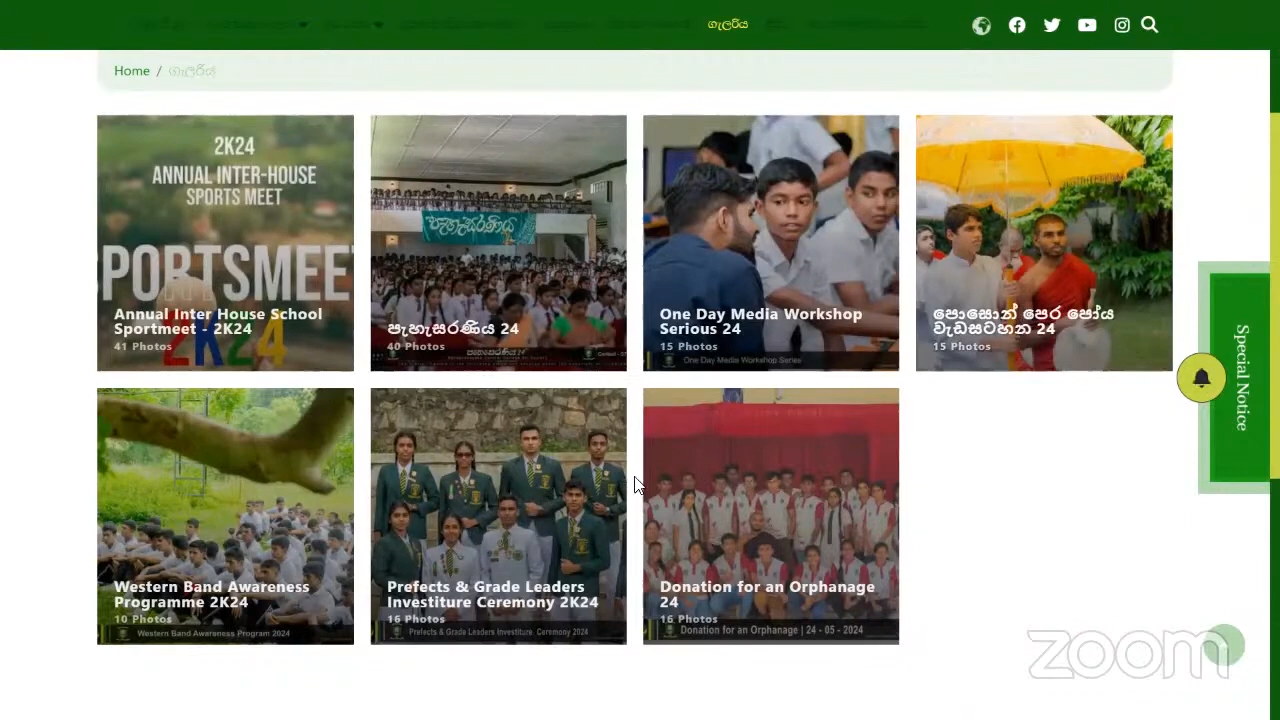 ගැලරිය
Home / ගැලරිය
2K24
ANNUAL INTER-HOUSE
SPORTS MEET
PORTSMEE
Annual Inter House School
Sportmeet - 2K24
41 Photos
2K24
පැහැසරණිය
පැහැසරණිය 24
40 Photos
One Day Media Workshop
Serious 24
15 Photos
One Day Media Workshop Series
පොසොන් පෙර පෝය
වැඩසටහන 24
15 Photos
Special Notice
Western Band Awareness
Programme 2K24
10 Photos
Western Band Awareness Program 2024
Prefects & Grade Leaders
Investiture Ceremony 2K24
16 Photos
Prefects & Grade Leaders Investiture Ceremony 2024
Donation for an Orphanage
24
16 Photos
Donation for an Orphanage | 24 - 05 - 2024
zoom